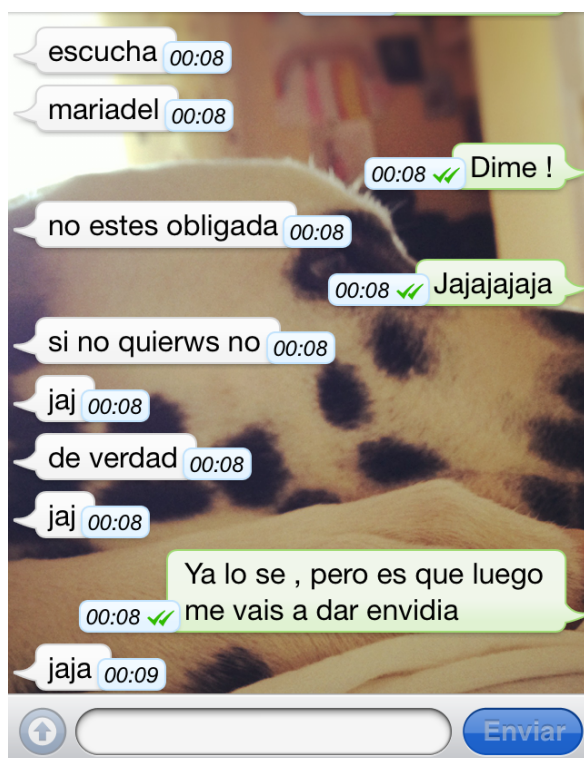 escucha 00:08
mariadel 00:08
00:08 Dime !
no estes obligada 00:08
00:08 Jajajajaja
si no quierws no 00:08
jaj 00:08
de verdad 00:08
jaj 00:08
Ya lo se , pero es que luego
00:08 me vais a dar envidia
jaja 00:09
Enviar